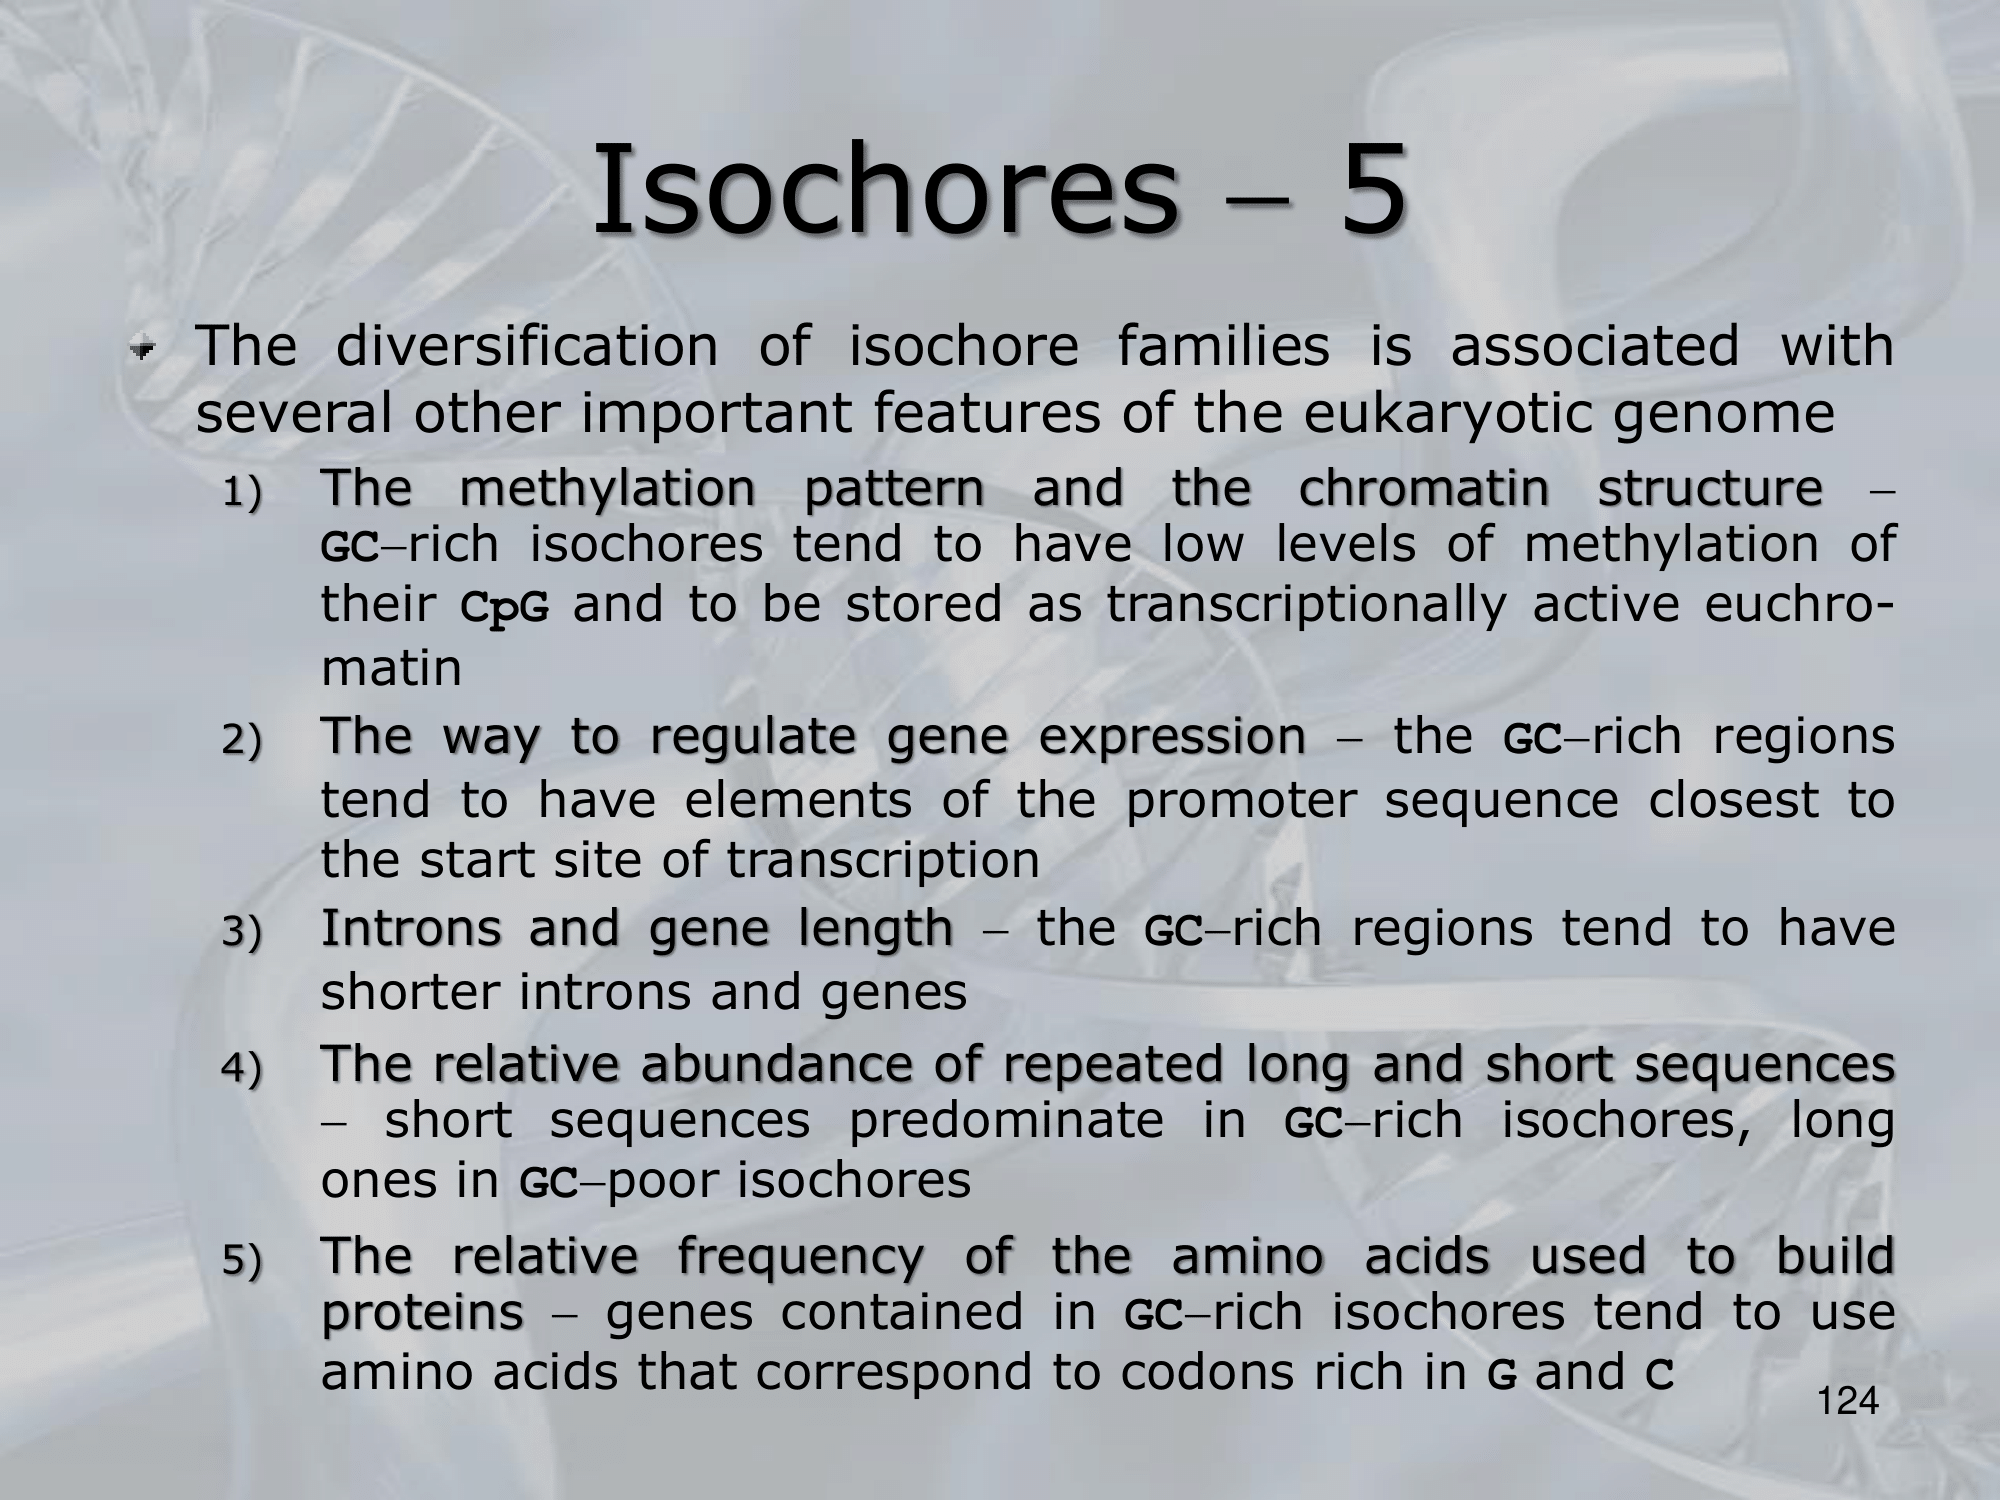 Isochores – 5
The diversification of isochore families is associated with
several other important features of the eukaryotic genome
1) The methylation pattern and the chromatin structure –
GC–rich isochores tend to have low levels of methylation of
their CpG and to be stored as transcriptionally active euchro-
matin
2) The way to regulate gene expression – the GC–rich regions
tend to have elements of the promoter sequence closest to
the start site of transcription
3) Introns and gene length – the GC–rich regions tend to have
shorter introns and genes
4) The relative abundance of repeated long and short sequences
– short sequences predominate in GC–rich isochores, long
ones in GC–poor isochores
5) The relative frequency of the amino acids used to build
proteins – genes contained in GC–rich isochores tend to use
amino acids that correspond to codons rich in G and C
124